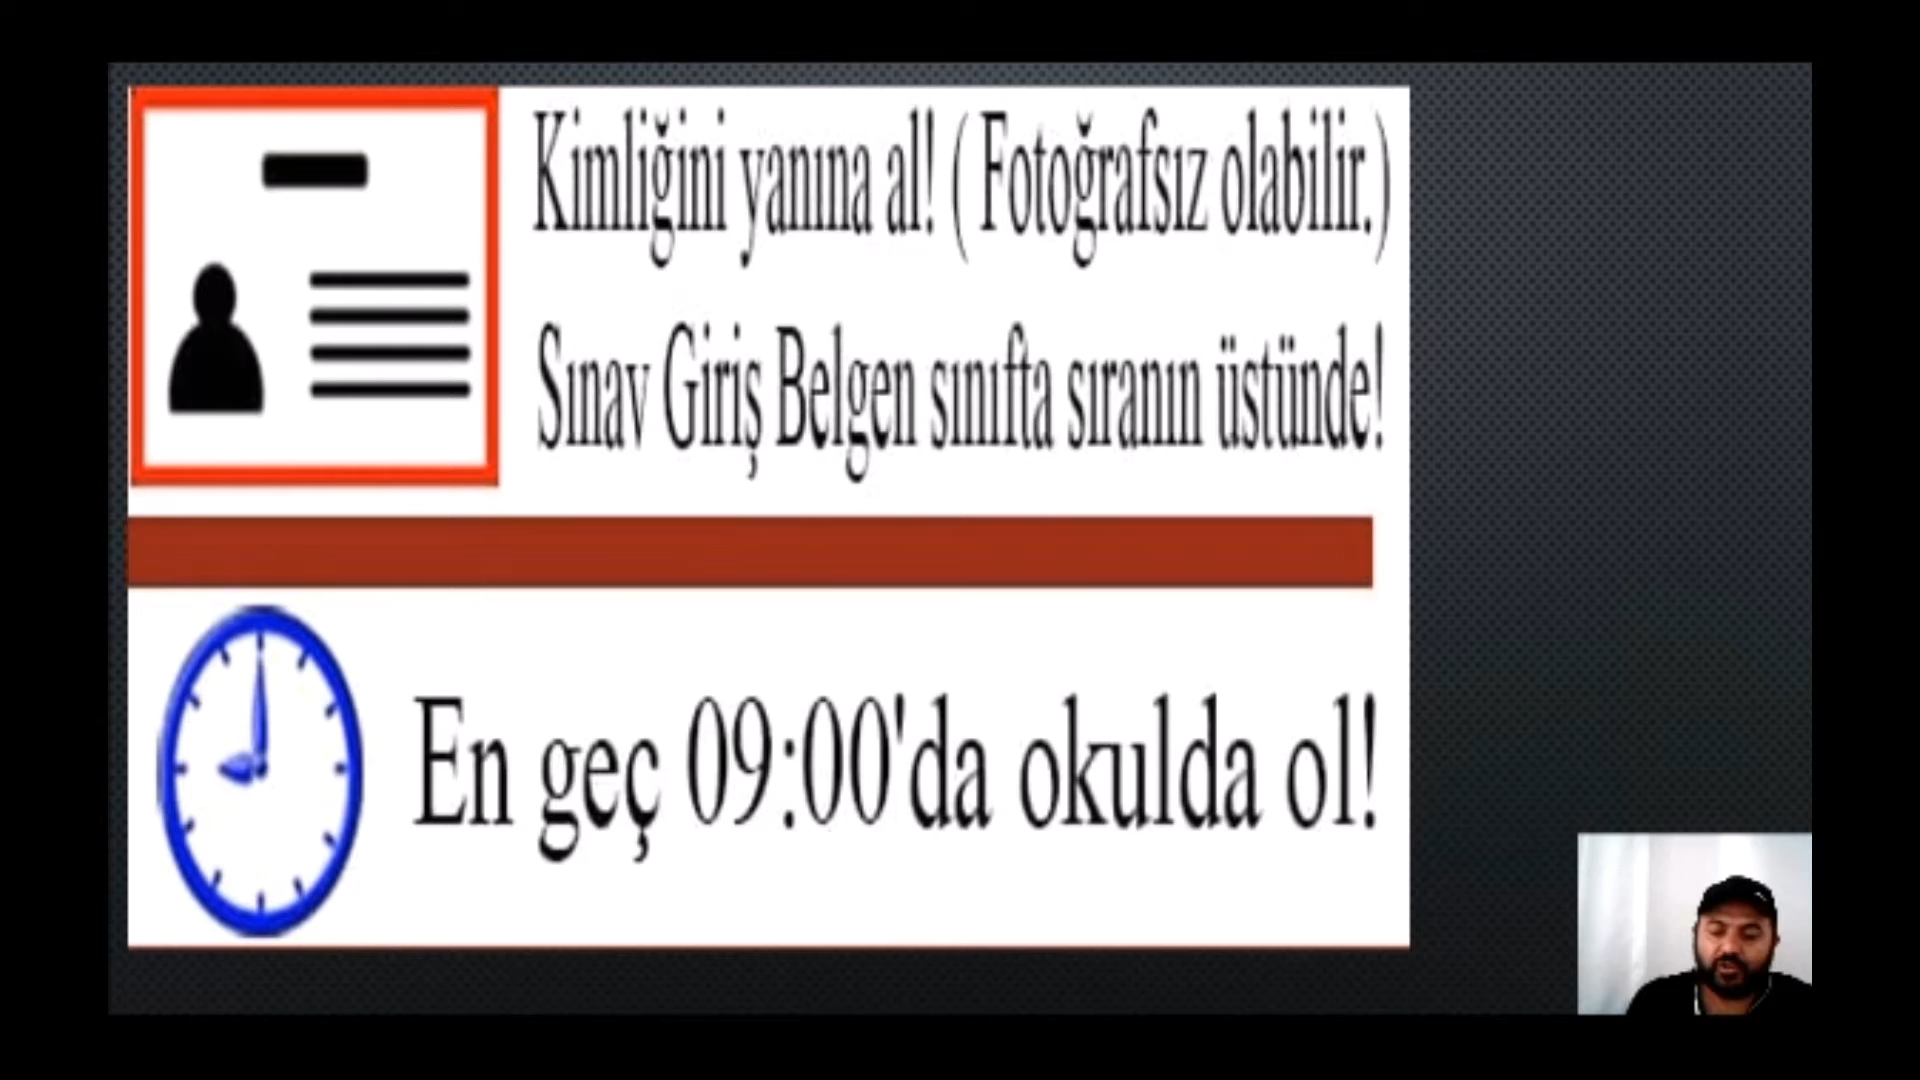 Kimliğini yanına al! ( Fotoğrafsız olabilir.)
Sınav Giriş Belgen sınıfta sıranın üstünde!
En geç 09:00'da okulda ol!